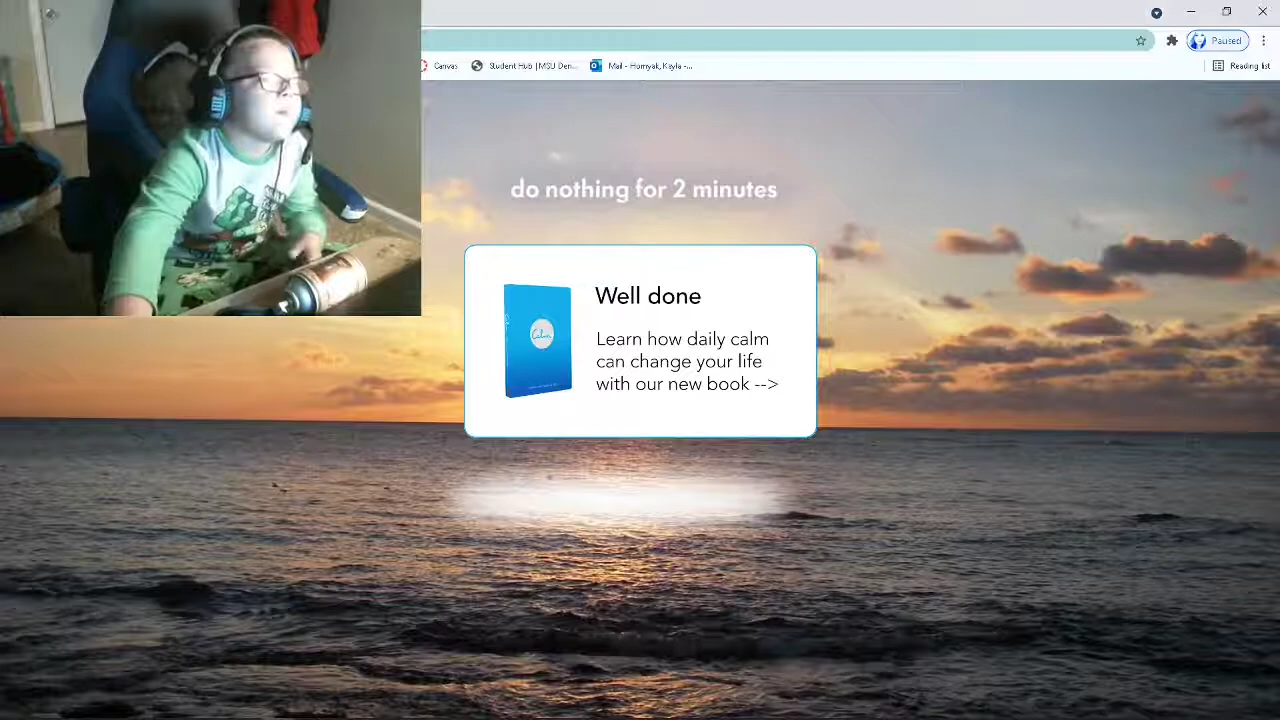 Paused
Canvas
Student Hub | MSU Den...
Mail - Hornyak, Kayla -...
Reading list
do nothing for 2 minutes
Well done
Calm
Learn how daily calm
can change your life
with our new book -->